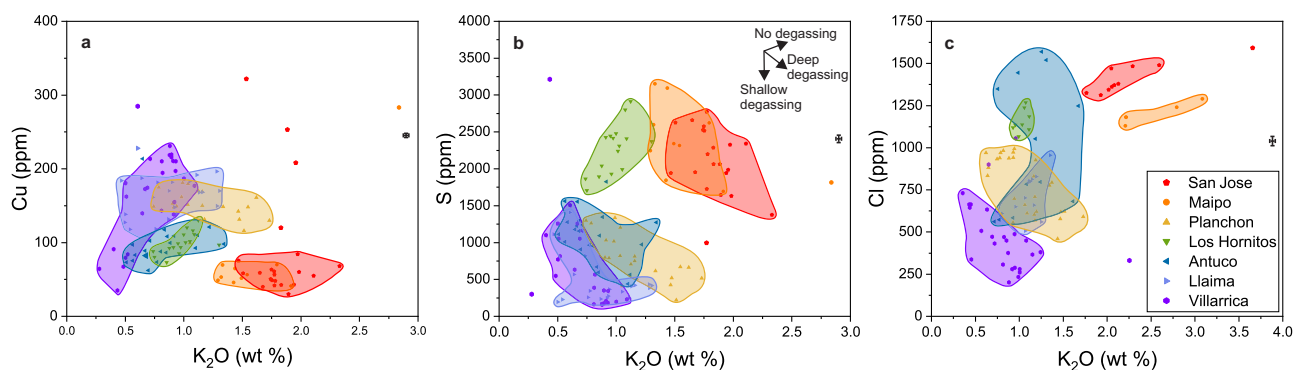 a
Cu (ppm)
400
300
200
100
0
0.0 0.5 1.0 1.5 2.0 2.5 3.0
K₂O (wt %)
b
No degassing
Deep
degassing
Shallow
degassing
S (ppm)
4000
3500
3000
2500
2000
1500
1000
500
0
0.0 0.5 1.0 1.5 2.0 2.5 3.0
K₂O (wt %)
c
Cl (ppm)
1750
1500
1250
1000
750
500
250
0
0.0 0.5 1.0 1.5 2.0 2.5 3.0 3.5 4.0
K₂O (wt %)
San Jose
Maipo
Planchon
Los Hornitos
Antuco
Llaima
Villarrica